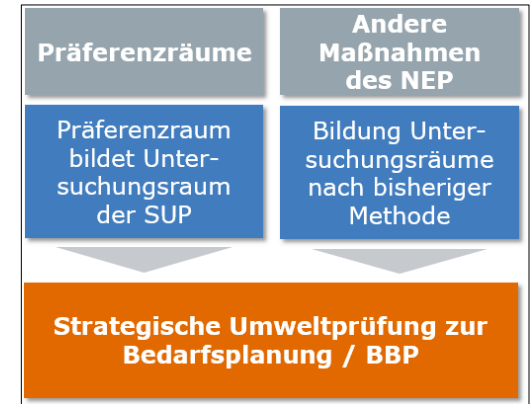 Präferenzräume
Andere
Maßnahmen
des NEP
Präferenzraum
bildet Unter-
suchungsraum
der SUP
Bildung Unter-
suchungsräume
nach bisheriger
Methode
Strategische Umweltprüfung zur
Bedarfsplanung / BBP